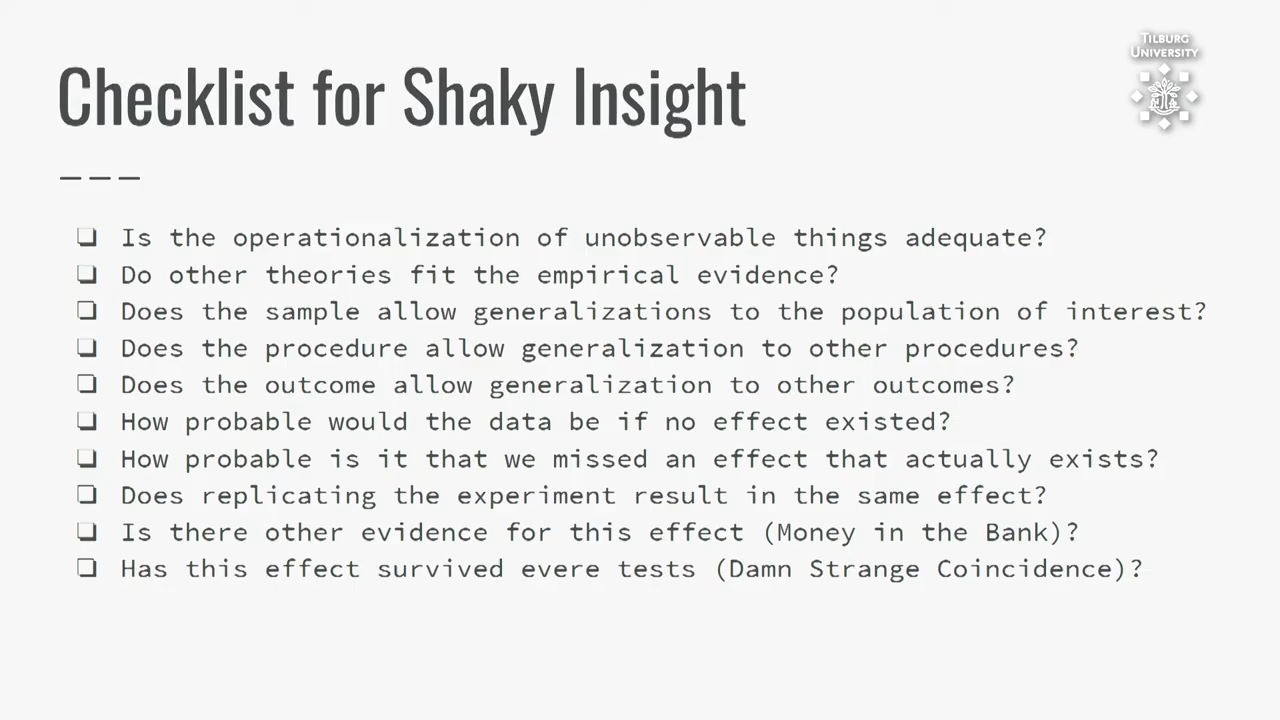 TILBURG
UNIVERSITY
Checklist for Shaky Insight
Is the operationalization of unobservable things adequate?
Do other theories fit the empirical evidence?
Does the sample allow generalizations to the population of interest?
Does the procedure allow generalization to other procedures?
Does the outcome allow generalization to other outcomes?
How probable would the data be if no effect existed?
How probable is it that we missed an effect that actually exists?
Does replicating the experiment result in the same effect?
Is there other evidence for this effect (Money in the Bank)?
Has this effect survived evere tests (Damn Strange Coincidence)?